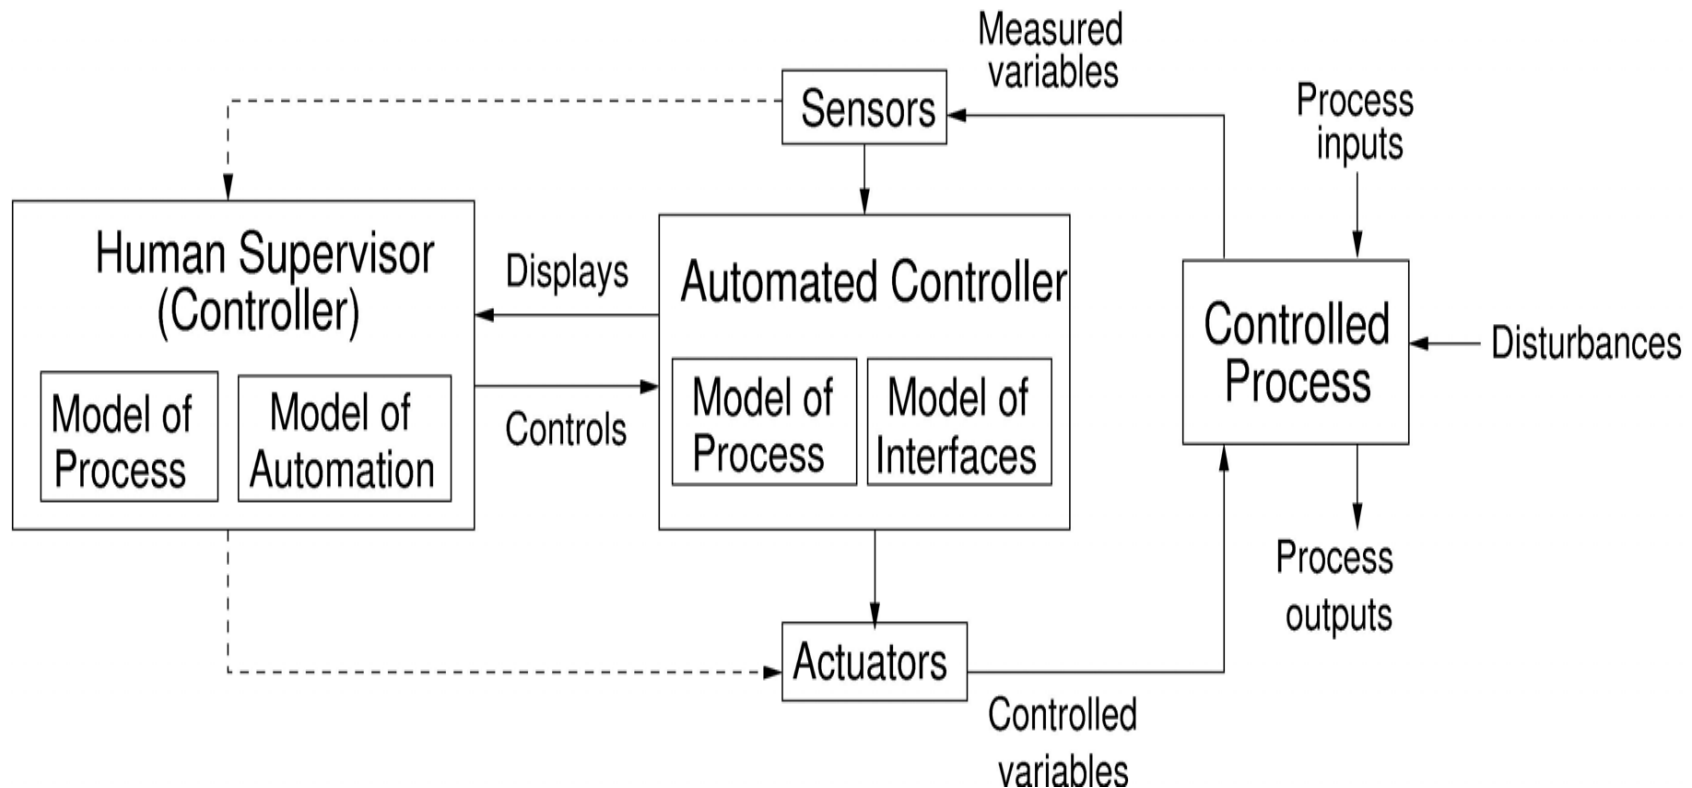 Measured
variables
Sensors
Process
inputs
Human Supervisor
(Controller)
Displays
Automated Controller
Controlled
Process
Disturbances
Model of
Process
Model of
Automation
Controls
Model of
Process
Model of
Interfaces
Process
outputs
Actuators
Controlled
variables